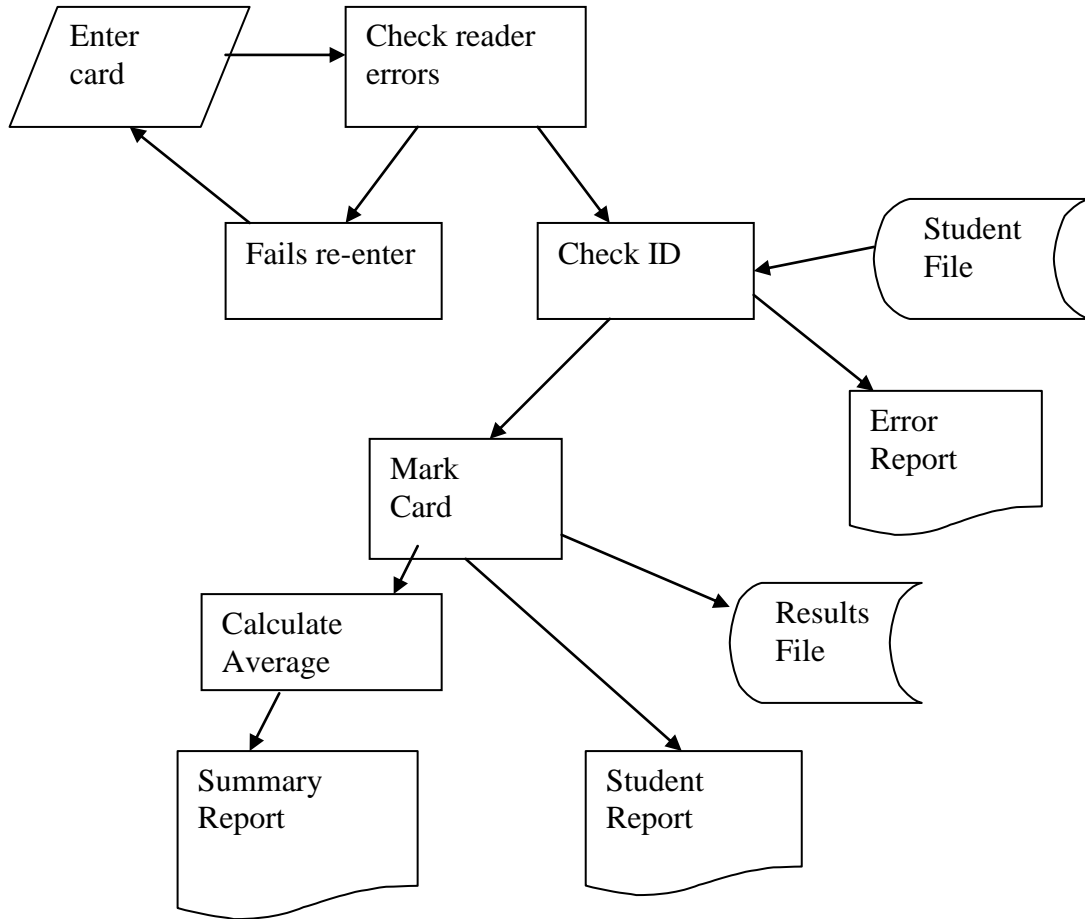 Enter
card
Check reader
errors
Fails re-enter
Check ID
Student
File
Error
Report
Mark
Card
Calculate
Average
Results
File
Summary
Report
Student
Report